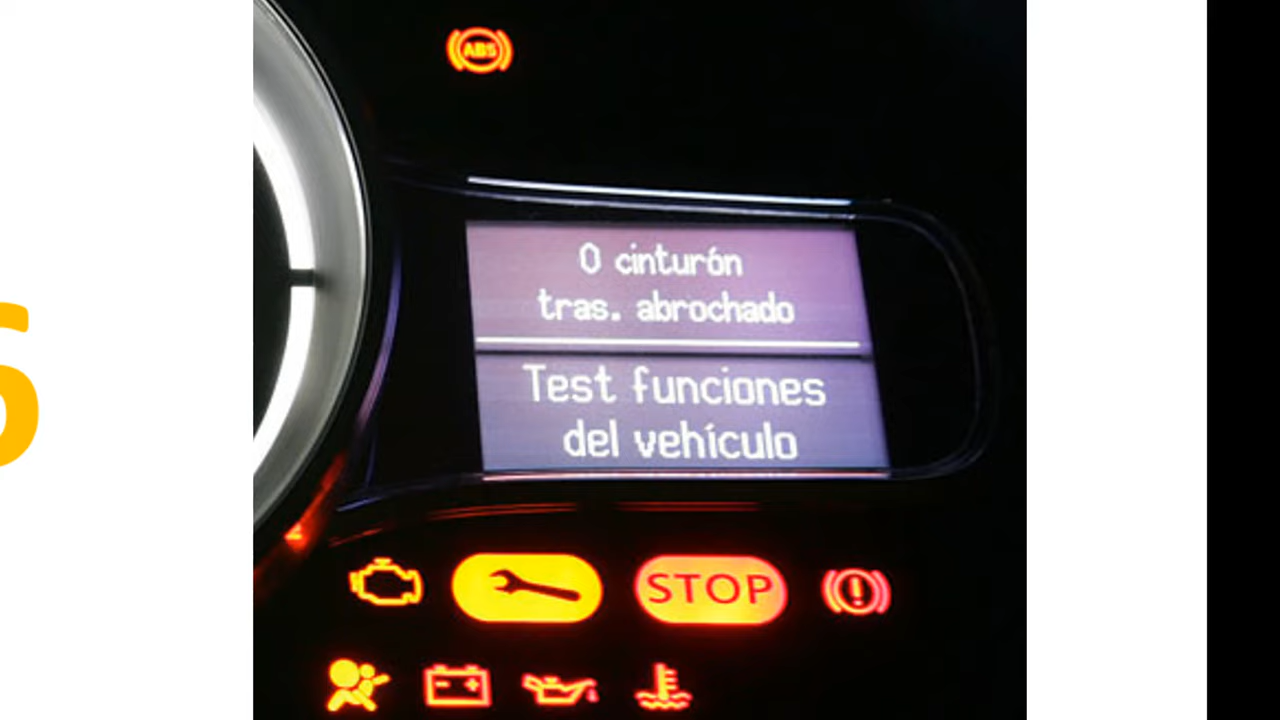 ABS
0 cinturón
tras. abrochado
Test funciones
del vehículo
STOP